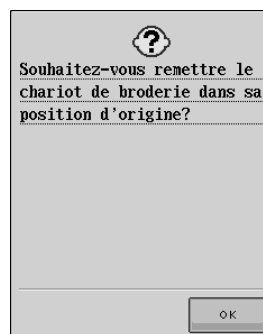 Souhaitez-vous remettre le
chariot de broderie dans sa
position d'origine?
OK